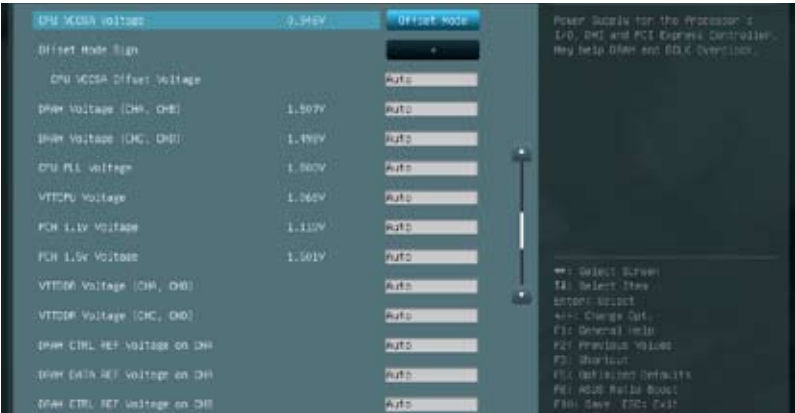 CPU VCCSA Voltage 0.946V Offset Mode
Offset Mode Sign +
CPU VCCSA Offset Voltage Auto
DRAM Voltage (CHA, CHB) 1.507V Auto
DRAM Voltage (CHC, CHD) 1.498V Auto
CPU PLL Voltage 1.800V Auto
VTTCPU Voltage 1.068V Auto
PCH 1.1V Voltage Auto
PCH 1.5V Voltage 1.501V Auto
VTTDDR Voltage (CHA, CHB) Auto
VTTDDR Voltage (CHC, CHD) Auto
DRAM CTRL REF Voltage on CHA Auto
DRAM DATA REF Voltage on CHA Auto
DRAM CTRL REF Voltage on CHB Auto
Power Supply for the Processor's
I/O, DMI and PCI Express Controller.
May help DRAM and BCLK Overclock.
: Select Screen
: Select Item
Enter: Select
+/-: Change Opt.
F1: General Help
F2: Previous Values
F3: Shortcut
F5: Optimized Defaults
F6: ASUS Ratio Boost
F10: Save ESC: Exit